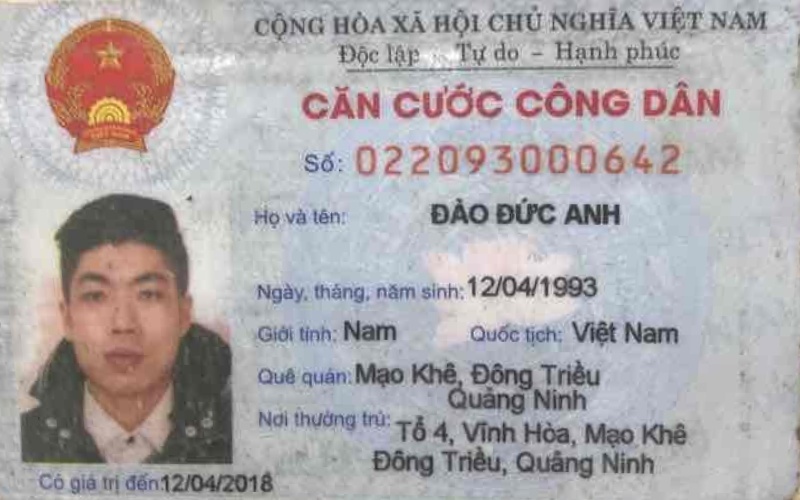 CỘNG HÒA XÃ HỘI CHỦ NGHĨA VIỆT NAM
Độc lập - Tự do - Hạnh phúc
CĂN CƯỚC CÔNG DÂN
Số: 022093000642
Họ và tên: ĐÀO ĐỨC ANH
Ngày, tháng, năm sinh: 12/04/1993
Giới tính: Nam Quốc tịch: Việt Nam
Quê quán: Mạo Khê, Đông Triều
Quảng Ninh
Nơi thường trú: Tổ 4, Vĩnh Hòa, Mạo Khê
Đông Triều, Quảng Ninh
Có giá trị đến 12/04/2018